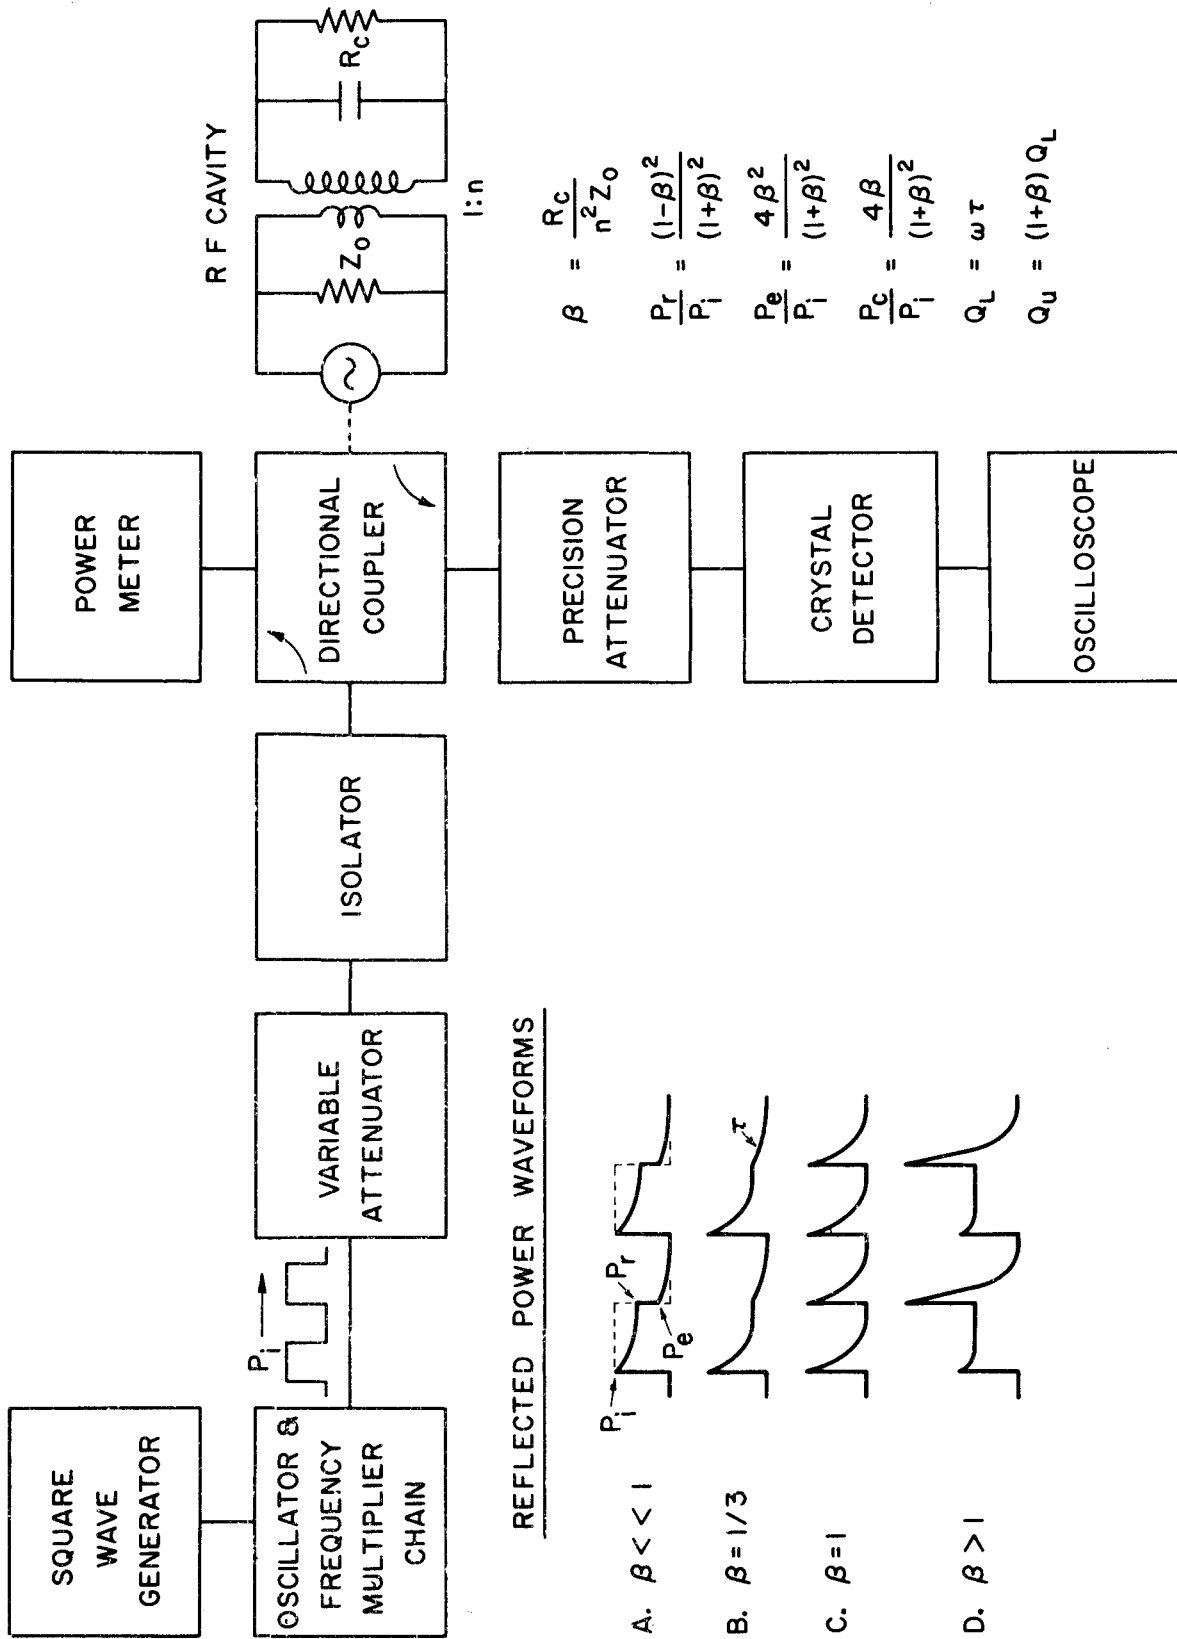 SQUARE
WAVE
GENERATOR
OSCILLATOR &
FREQUENCY
MULTIPLIER
CHAIN
P_i
VARIABLE
ATTENUATOR
ISOLATOR
POWER
METER
DIRECTIONAL
COUPLER
PRECISION
ATTENUATOR
CRYSTAL
DETECTOR
OSCILLOSCOPE
R F CAVITY
Z_o
R_C
1:n
β = R_C / n² Z_o
P_r / P_i = (1-β)² / (1+β)²
P_e / P_i = 4β² / (1+β)²
P_c / P_i = 4β / (1+β)²
Q_L = ω τ
Q_u = (1+β) Q_L
REFLECTED POWER WAVEFORMS
P_i
P_r
P_e
τ
A. β < < 1
B. β = 1/3
C. β = 1
D. β > 1